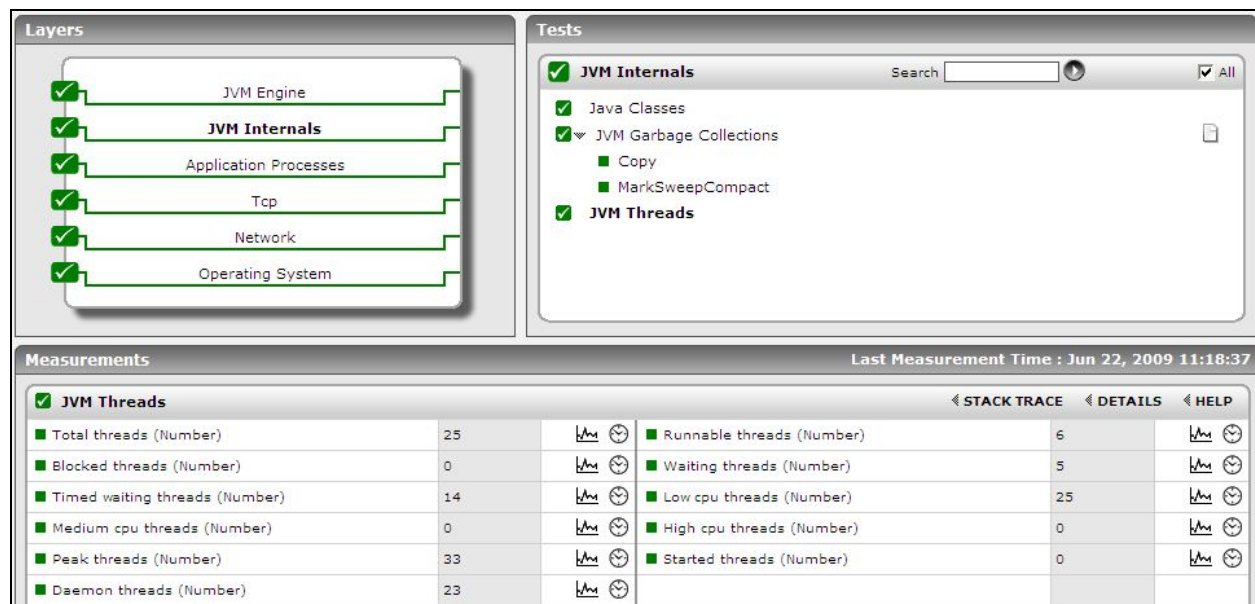 Layers
JVM Engine
JVM Internals
Application Processes
Tcp
Network
Operating System
Tests
JVM Internals Search All
Java Classes
JVM Garbage Collections
Copy
MarkSweepCompact
JVM Threads
Measurements Last Measurement Time : Jun 22, 2009 11:18:37
JVM Threads STACK TRACE DETAILS HELP
Total threads (Number) 25 Runnable threads (Number) 6
Blocked threads (Number) 0 Waiting threads (Number) 5
Timed waiting threads (Number) 14 Low cpu threads (Number) 25
Medium cpu threads (Number) 0 High cpu threads (Number) 0
Peak threads (Number) 33 Started threads (Number) 0
Daemon threads (Number) 23